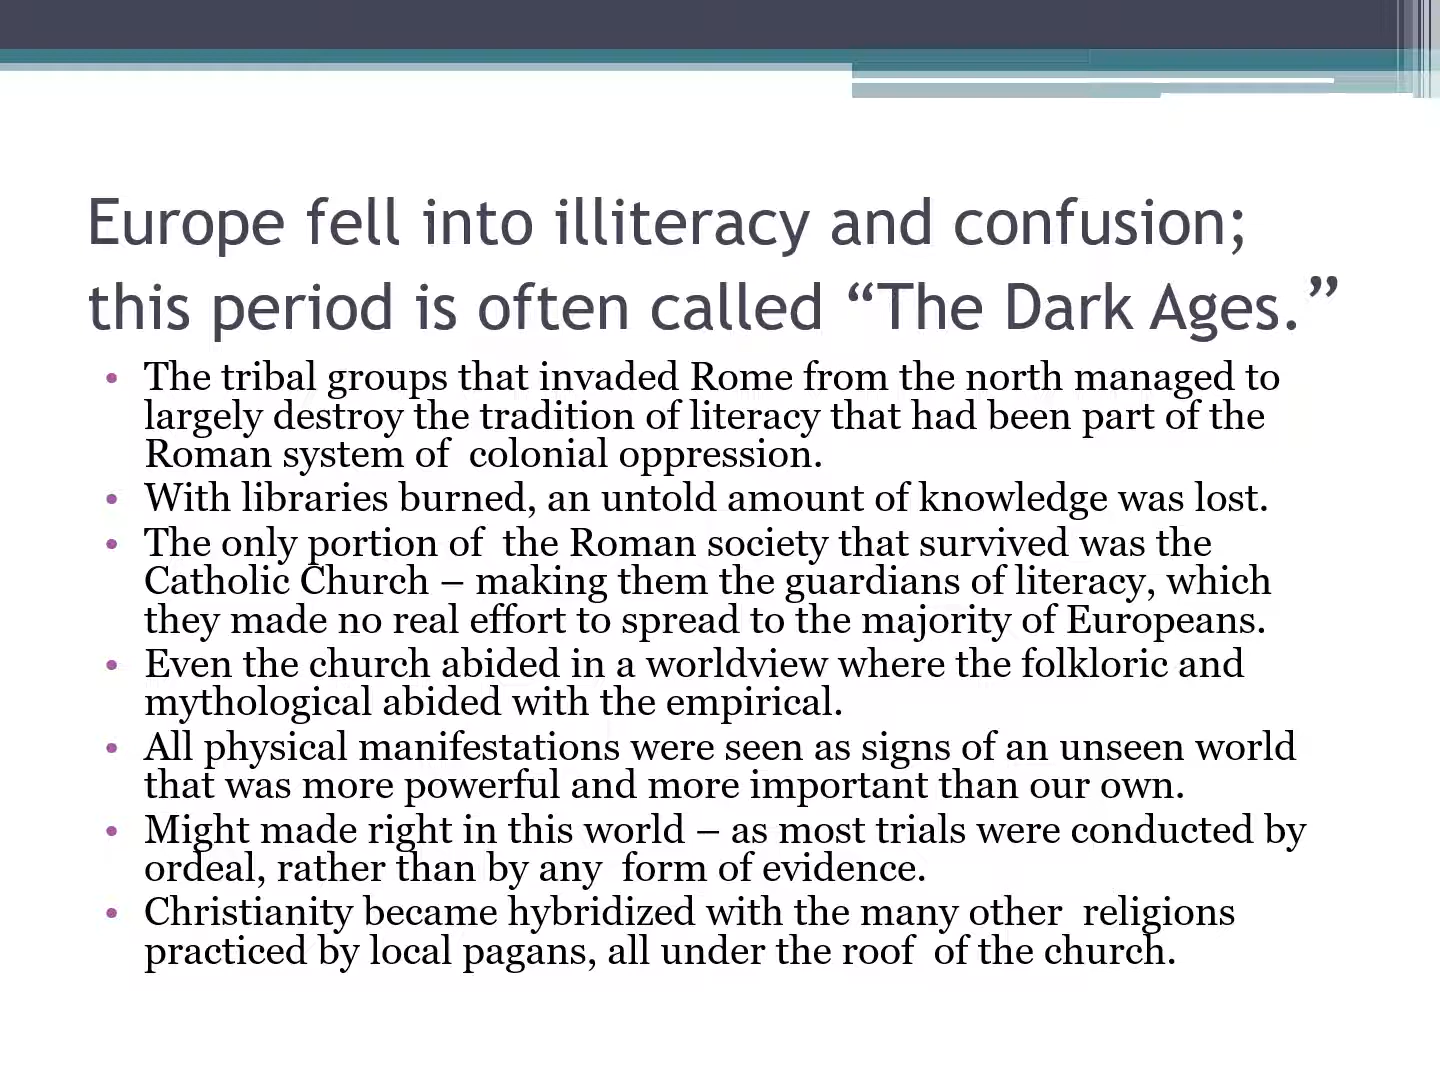 Europe fell into illiteracy and confusion;
this period is often called “The Dark Ages.”
• The tribal groups that invaded Rome from the north managed to
largely destroy the tradition of literacy that had been part of the
Roman system of  colonial oppression.
• With libraries burned, an untold amount of knowledge was lost.
• The only portion of  the Roman society that survived was the
Catholic Church – making them the guardians of literacy, which
they made no real effort to spread to the majority of Europeans.
• Even the church abided in a worldview where the folkloric and
mythological abided with the empirical.
• All physical manifestations were seen as signs of an unseen world
that was more powerful and more important than our own.
• Might made right in this world – as most trials were conducted by
ordeal, rather than by any  form of evidence.
• Christianity became hybridized with the many other  religions
practiced by local pagans, all under the roof  of the church.